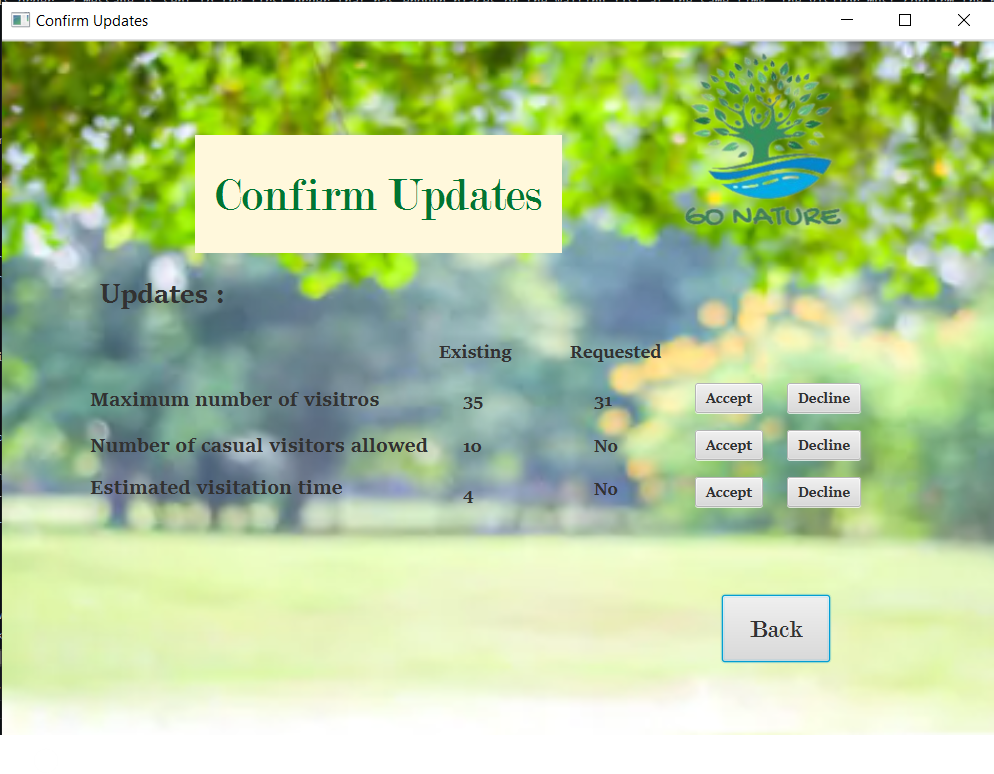 Confirm Updates
GO NATURE
Confirm Updates
Updates :
Existing Requested
Maximum number of visitros 35 31 Accept Decline
Number of casual visitors allowed 10 No Accept Decline
Estimated visitation time 4 No Accept Decline
Back